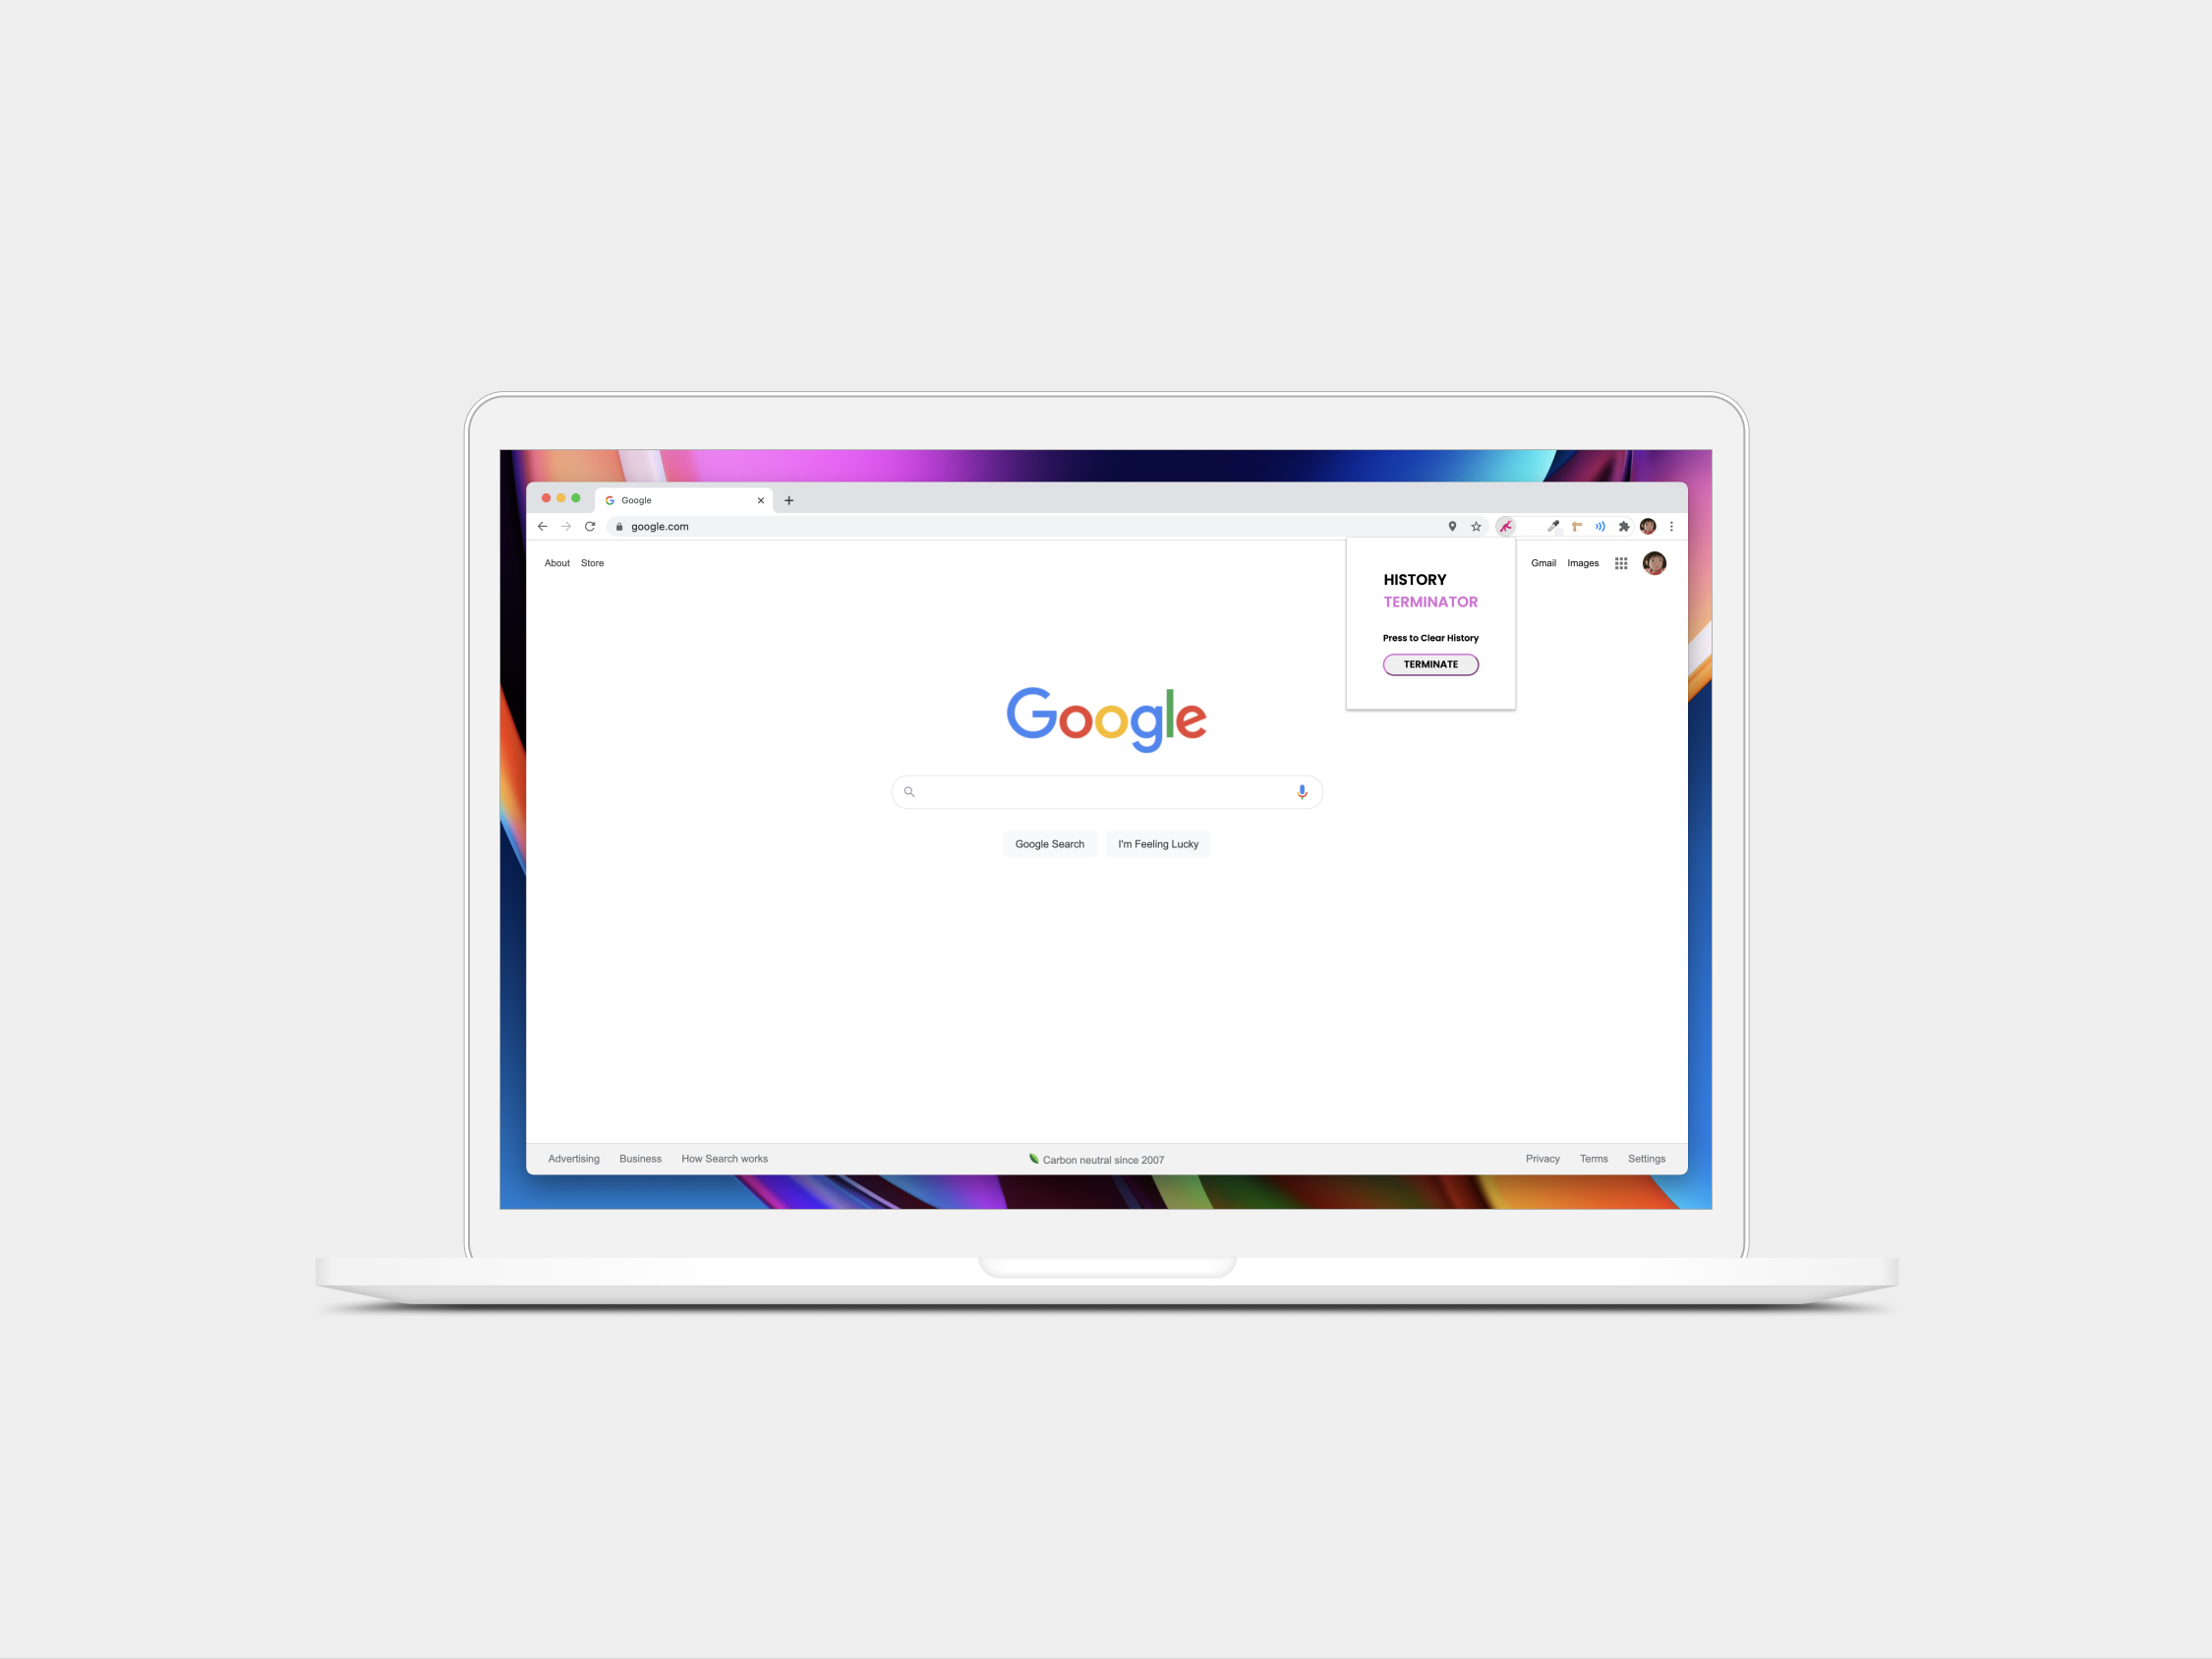 Google
google.com
About Store
Gmail Images
HISTORY
TERMINATOR
Press to Clear History
TERMINATE
Google
Google Search I'm Feeling Lucky
Advertising Business How Search works
Carbon neutral since 2007
Privacy Terms Settings